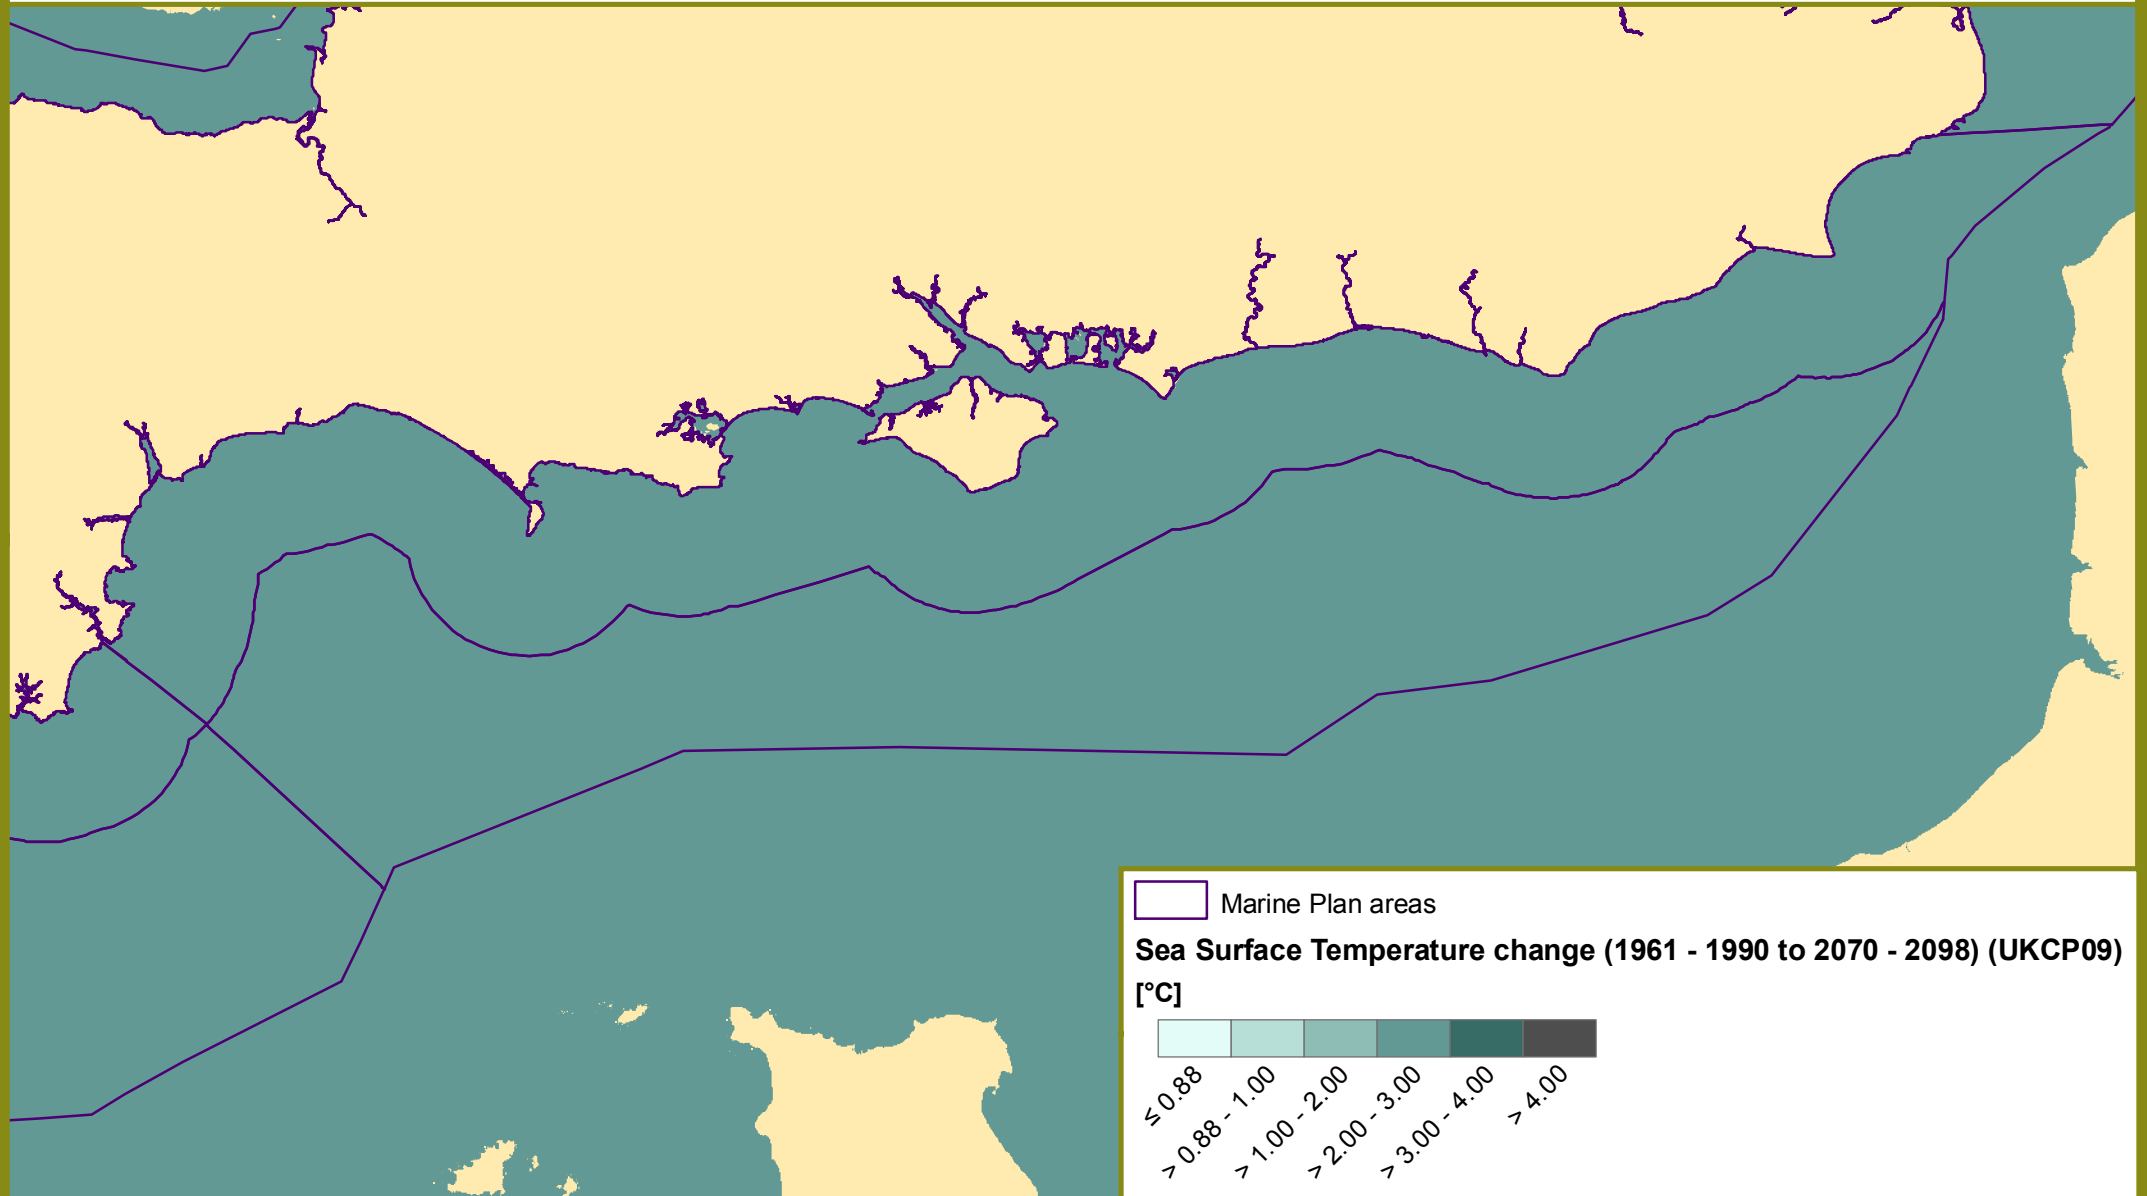 Marine Plan areas
Sea Surface Temperature change (1961 - 1990 to 2070 - 2098) (UKCP09)
[°C]
≤ 0.88
> 0.88 - 1.00
> 1.00 - 2.00
> 2.00 - 3.00
> 3.00 - 4.00
> 4.00